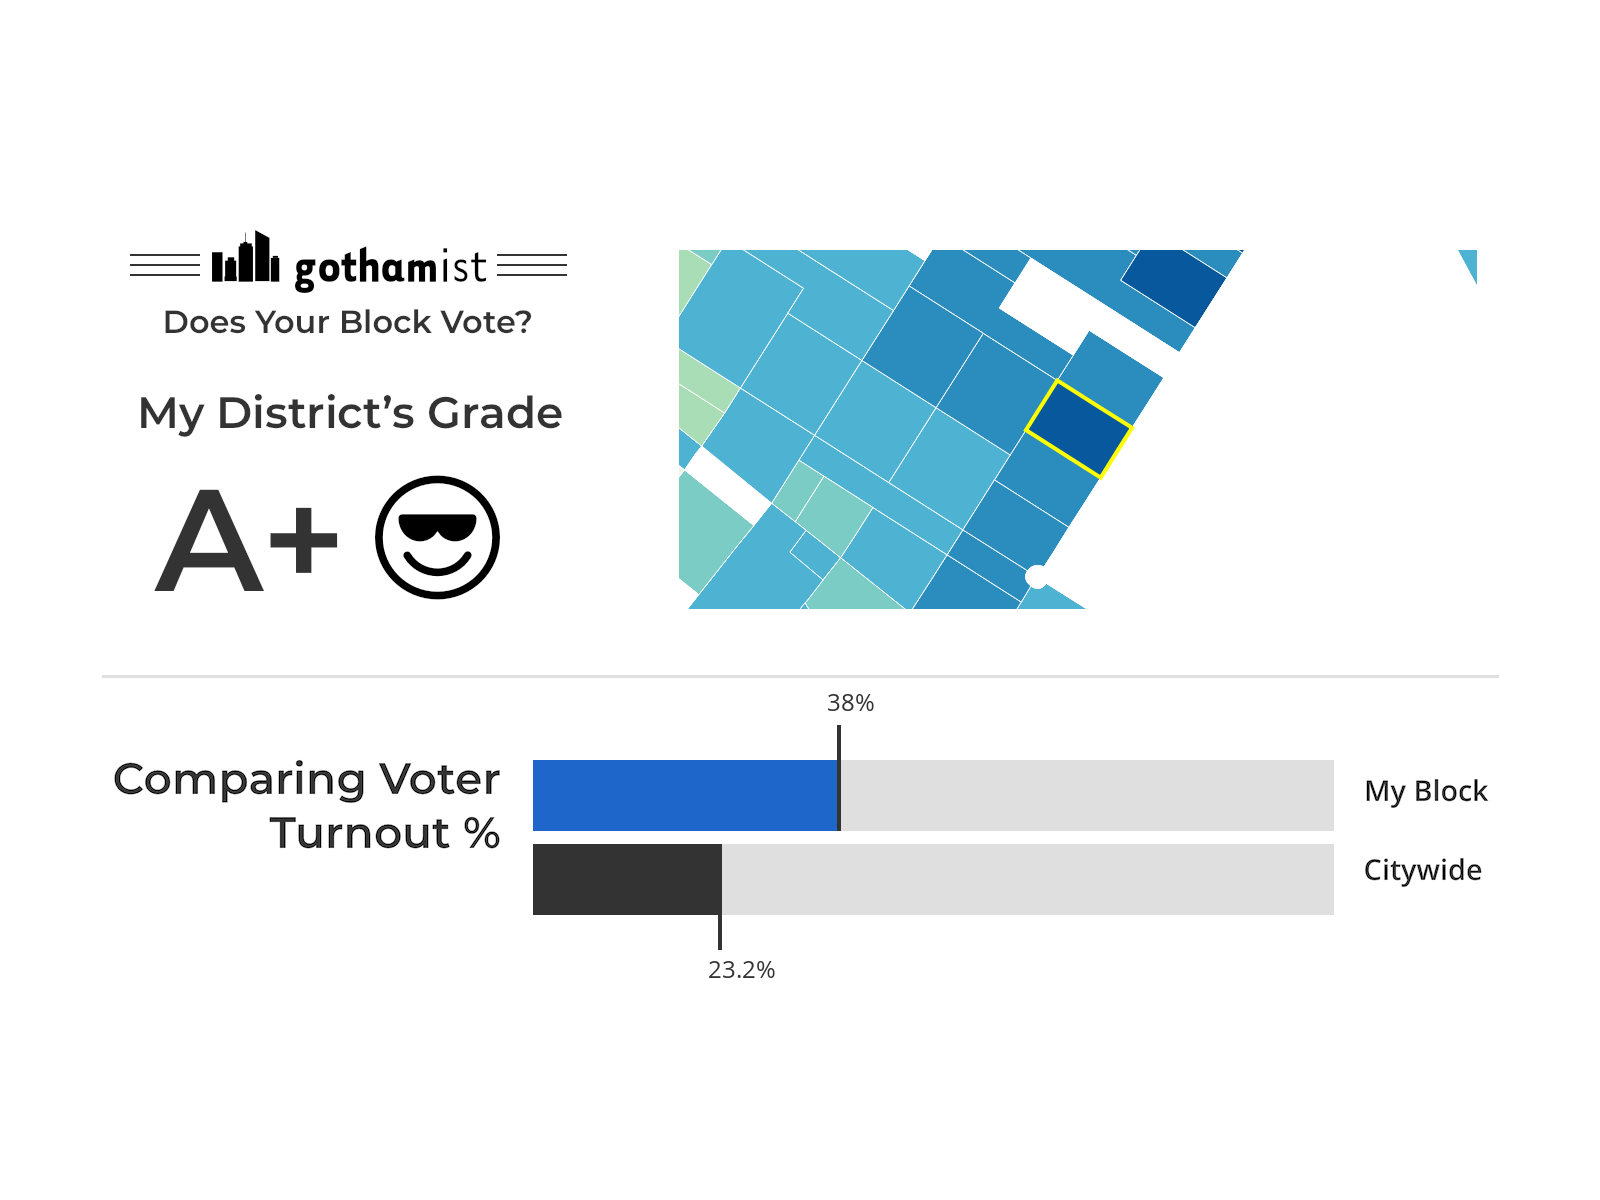 gothamist
Does Your Block Vote?
My District’s Grade
A+
38%
Comparing Voter
Turnout %
My Block
Citywide
23.2%